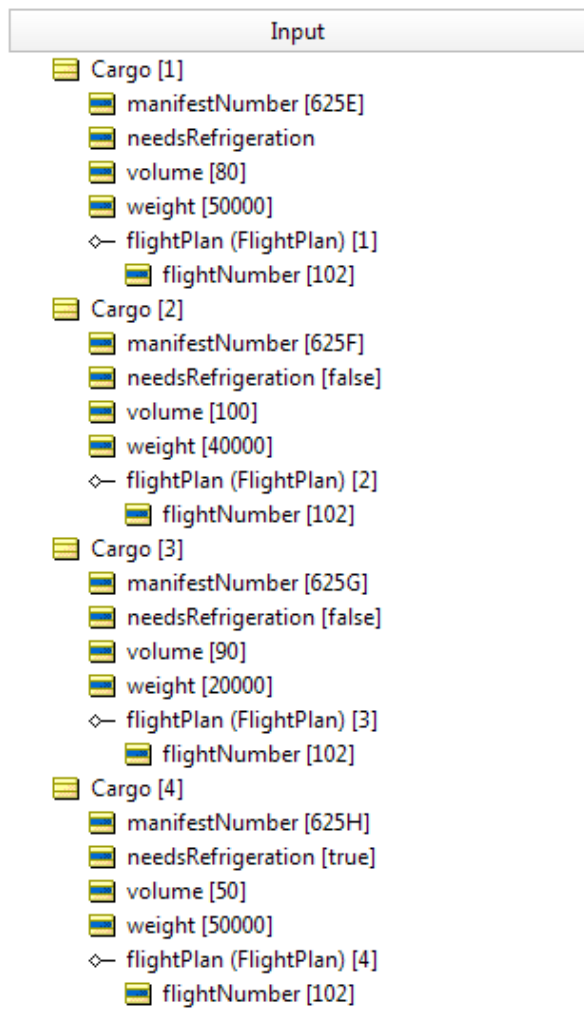 Input
Cargo [1]
manifestNumber [625E]
needsRefrigeration
volume [80]
weight [50000]
flightPlan (FlightPlan) [1]
flightNumber [102]
Cargo [2]
manifestNumber [625F]
needsRefrigeration [false]
volume [100]
weight [40000]
flightPlan (FlightPlan) [2]
flightNumber [102]
Cargo [3]
manifestNumber [625G]
needsRefrigeration [false]
volume [90]
weight [20000]
flightPlan (FlightPlan) [3]
flightNumber [102]
Cargo [4]
manifestNumber [625H]
needsRefrigeration [true]
volume [50]
weight [50000]
flightPlan (FlightPlan) [4]
flightNumber [102]